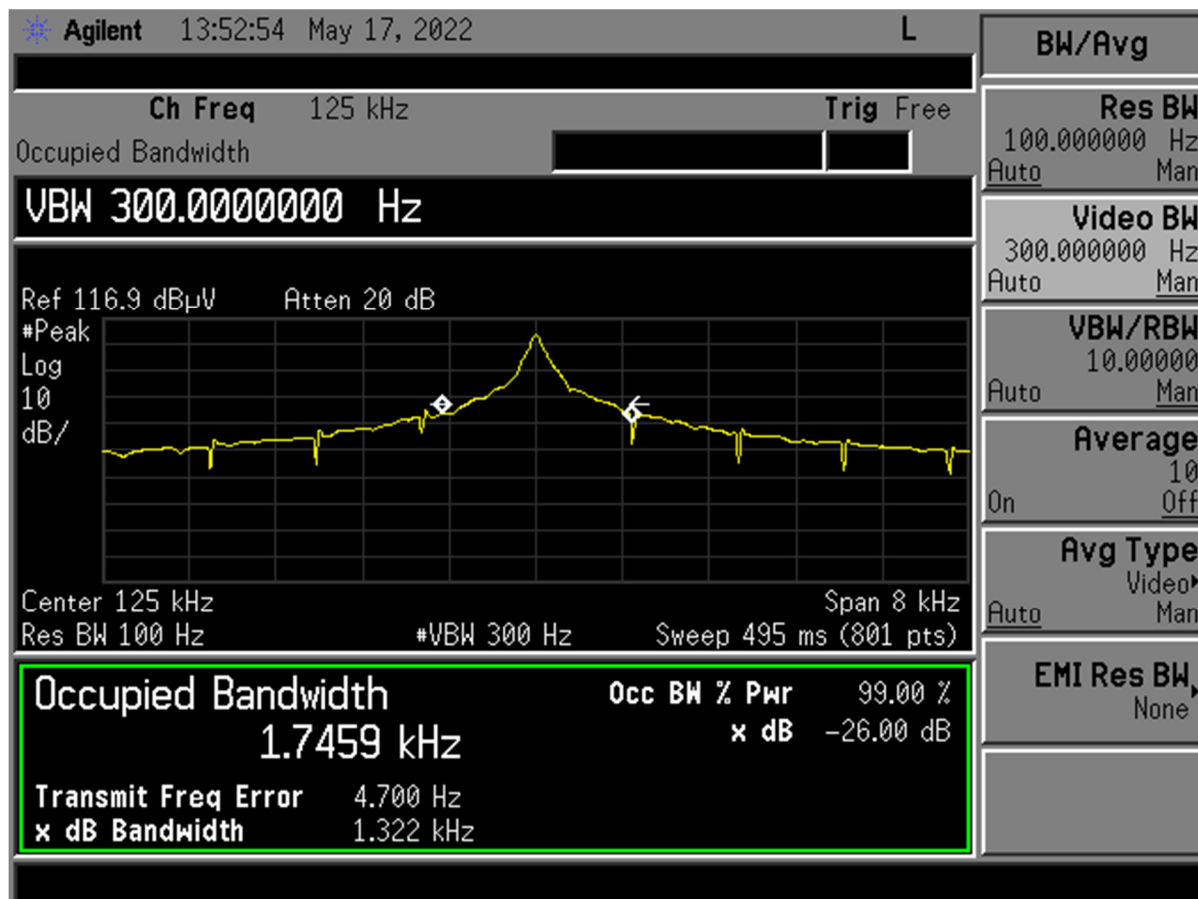 Agilent 13:52:54 May 17, 2022 L
Ch Freq 125 kHz Trig Free
Occupied Bandwidth
VBW 300.0000000 Hz
Ref 116.9 dBµV Atten 20 dB
#Peak
Log
10
dB/
Center 125 kHz Span 8 kHz
Res BW 100 Hz #VBW 300 Hz Sweep 495 ms (801 pts)
Occupied Bandwidth
1.7459 kHz
Occ BW % Pwr 99.00 %
x dB -26.00 dB
Transmit Freq Error 4.700 Hz
x dB Bandwidth 1.322 kHz
BW/Avg
Res BW
100.000000 Hz
Auto Man
Video BW
300.000000 Hz
Auto Man
VBW/RBW
10.00000
Auto Man
Average
10
On Off
Avg Type
Video
Auto Man
EMI Res BW
None